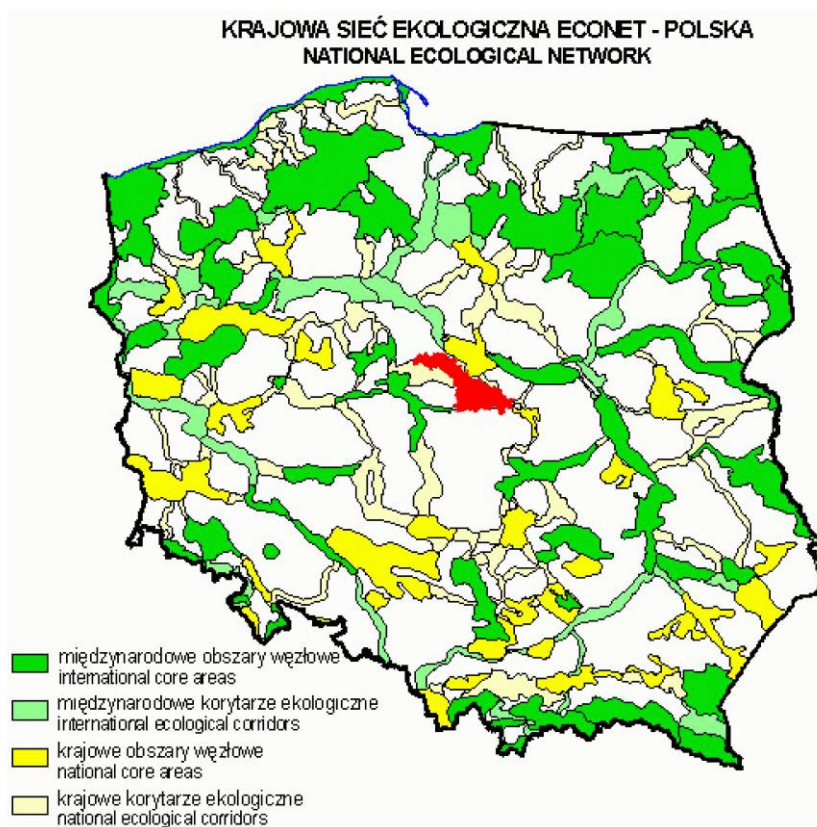 KRAJOWA SIEĆ EKOLOGICZNA ECONET - POLSKA
NATIONAL ECOLOGICAL NETWORK
międzynarodowe obszary węzłowe
international core areas
międzynarodowe korytarze ekologiczne
international ecological corridors
krajowe obszary węzłowe
national core areas
krajowe korytarze ekologiczne
national ecological corridors